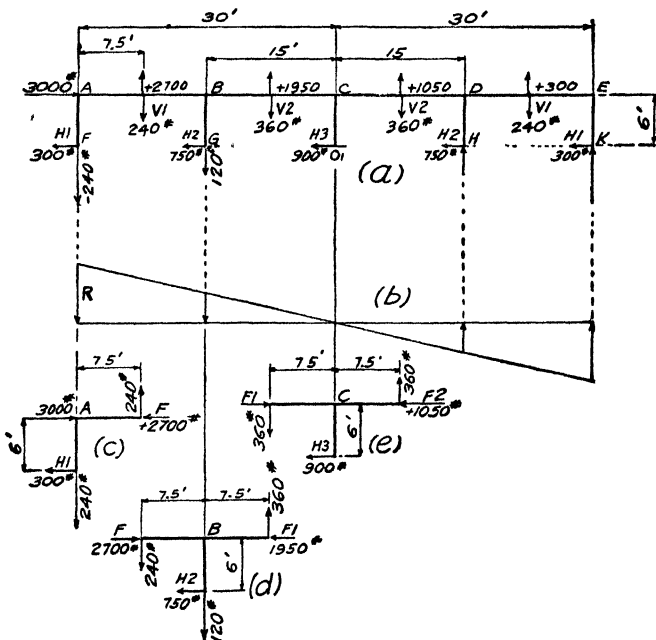 30' 30'
7.5' 15' 15
3000# A +2700 B +1950 C +1050 D +300 E
V1 V2 V2 V1
240# 360# 360# 240#
6'
H1 F H2 G H3 O1 H2 H H1 K
300# 750# 900# 750# 300#
-240# 120#
(a)
R (b)
7.5' 7.5' 7.5'
3000# A 240# F F1 C 360# F2
+2700# +1050#
6' (c) 360# 6' (e)
H1 H3
300# 900#
240#
7.5' 7.5' 360#
F B F1
2700# 1950#
240# 6'
H2 (d)
750#
120#